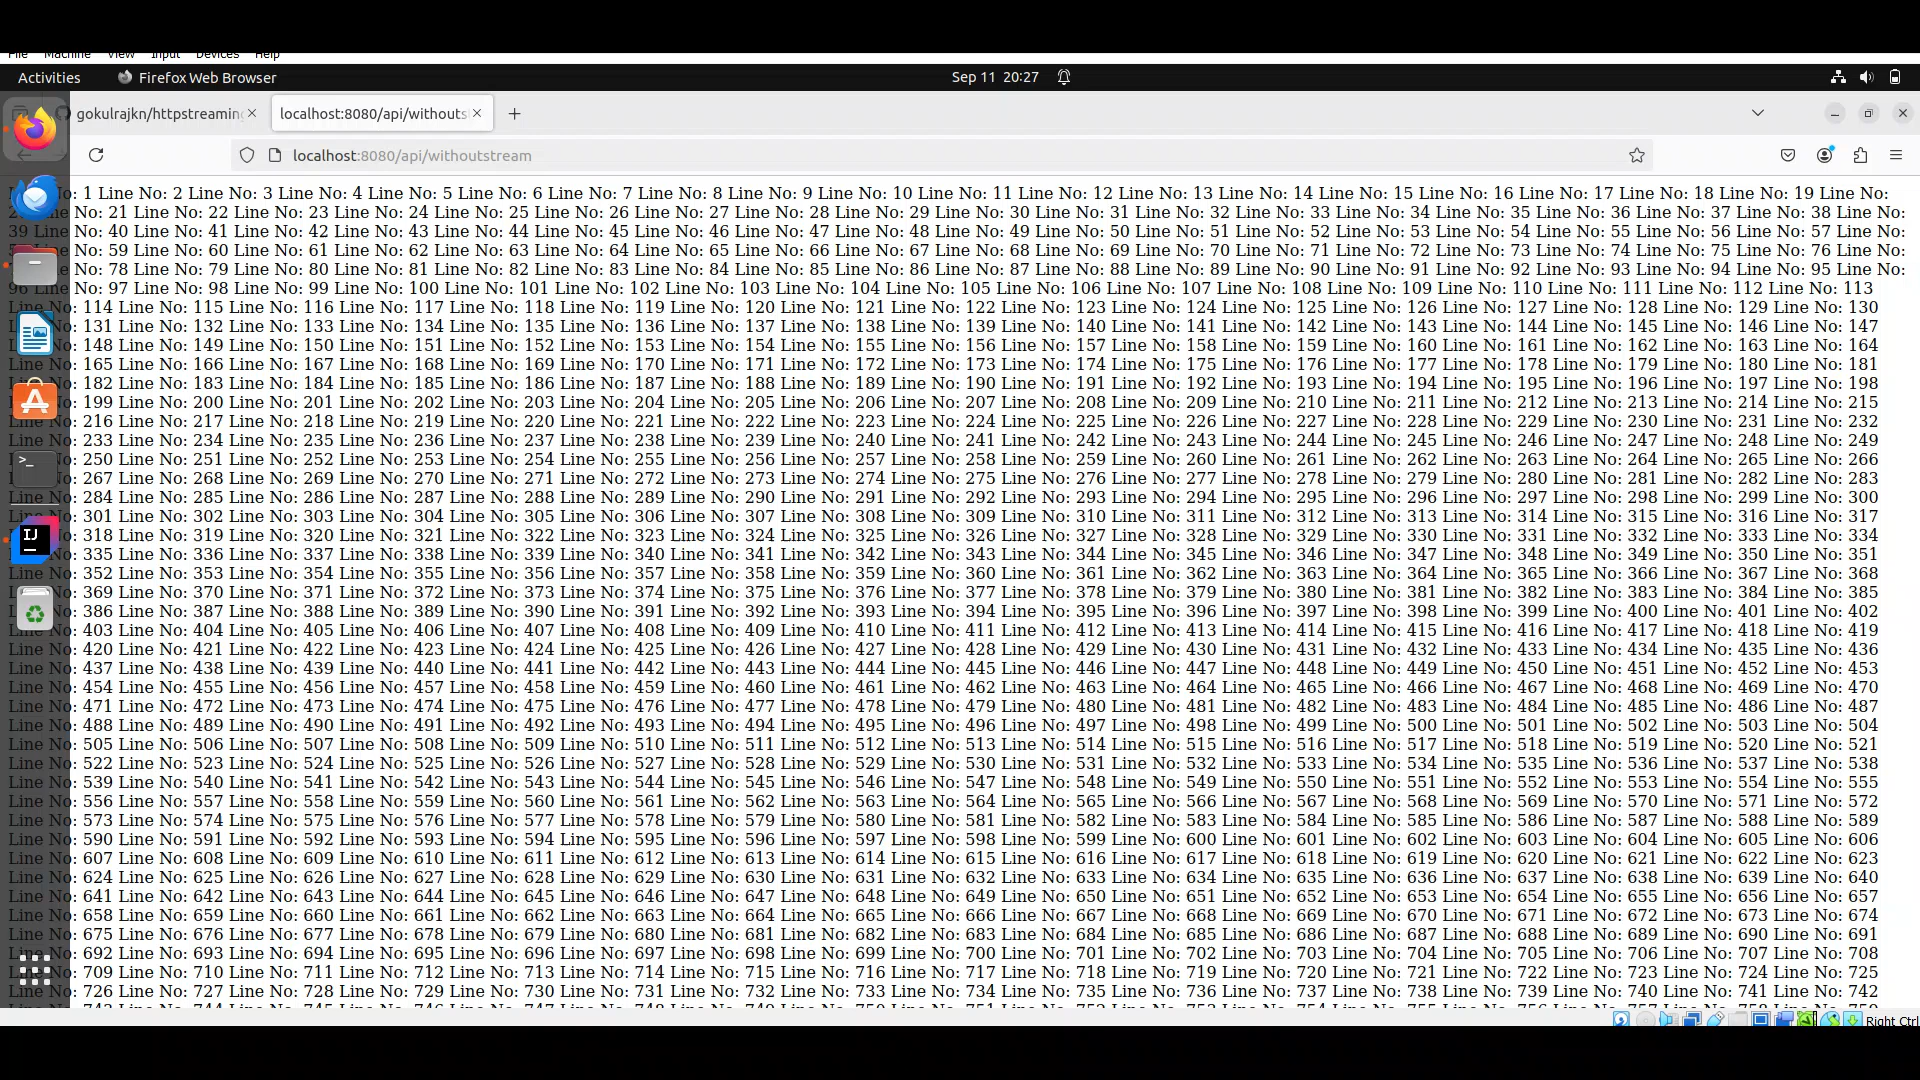 File Machine View Input Devices Help
Activities Firefox Web Browser Sep 11 20:27
gokulrajkn/httpstreaming localhost:8080/api/withouts
localhost:8080/api/withoutstream
1 Line No: 2 Line No: 3 Line No: 4 Line No: 5 Line No: 6 Line No: 7 Line No: 8 Line No: 9 Line No: 10 Line No: 11 Line No: 12 Line No: 13 Line No: 14 Line No: 15 Line No: 16 Line No: 17 Line No: 18 Line No: 19 Line No:
No: 21 Line No: 22 Line No: 23 Line No: 24 Line No: 25 Line No: 26 Line No: 27 Line No: 28 Line No: 29 Line No: 30 Line No: 31 Line No: 32 Line No: 33 Line No: 34 Line No: 35 Line No: 36 Line No: 37 Line No: 38 Line No:
39 Line No: 40 Line No: 41 Line No: 42 Line No: 43 Line No: 44 Line No: 45 Line No: 46 Line No: 47 Line No: 48 Line No: 49 Line No: 50 Line No: 51 Line No: 52 Line No: 53 Line No: 54 Line No: 55 Line No: 56 Line No: 57 Line No:
No: 59 Line No: 60 Line No: 61 Line No: 62 Line No: 63 Line No: 64 Line No: 65 Line No: 66 Line No: 67 Line No: 68 Line No: 69 Line No: 70 Line No: 71 Line No: 72 Line No: 73 Line No: 74 Line No: 75 Line No: 76 Line No:
No: 78 Line No: 79 Line No: 80 Line No: 81 Line No: 82 Line No: 83 Line No: 84 Line No: 85 Line No: 86 Line No: 87 Line No: 88 Line No: 89 Line No: 90 Line No: 91 Line No: 92 Line No: 93 Line No: 94 Line No: 95 Line No:
96 Line No: 97 Line No: 98 Line No: 99 Line No: 100 Line No: 101 Line No: 102 Line No: 103 Line No: 104 Line No: 105 Line No: 106 Line No: 107 Line No: 108 Line No: 109 Line No: 110 Line No: 111 Line No: 112 Line No: 113
Line No: 114 Line No: 115 Line No: 116 Line No: 117 Line No: 118 Line No: 119 Line No: 120 Line No: 121 Line No: 122 Line No: 123 Line No: 124 Line No: 125 Line No: 126 Line No: 127 Line No: 128 Line No: 129 Line No: 130
131 Line No: 132 Line No: 133 Line No: 134 Line No: 135 Line No: 136 Line No: 137 Line No: 138 Line No: 139 Line No: 140 Line No: 141 Line No: 142 Line No: 143 Line No: 144 Line No: 145 Line No: 146 Line No: 147
148 Line No: 149 Line No: 150 Line No: 151 Line No: 152 Line No: 153 Line No: 154 Line No: 155 Line No: 156 Line No: 157 Line No: 158 Line No: 159 Line No: 160 Line No: 161 Line No: 162 Line No: 163 Line No: 164
Line No: 165 Line No: 166 Line No: 167 Line No: 168 Line No: 169 Line No: 170 Line No: 171 Line No: 172 Line No: 173 Line No: 174 Line No: 175 Line No: 176 Line No: 177 Line No: 178 Line No: 179 Line No: 180 Line No: 181
Line No: 182 Line No: 183 Line No: 184 Line No: 185 Line No: 186 Line No: 187 Line No: 188 Line No: 189 Line No: 190 Line No: 191 Line No: 192 Line No: 193 Line No: 194 Line No: 195 Line No: 196 Line No: 197 Line No: 198
199 Line No: 200 Line No: 201 Line No: 202 Line No: 203 Line No: 204 Line No: 205 Line No: 206 Line No: 207 Line No: 208 Line No: 209 Line No: 210 Line No: 211 Line No: 212 Line No: 213 Line No: 214 Line No: 215
Line No: 216 Line No: 217 Line No: 218 Line No: 219 Line No: 220 Line No: 221 Line No: 222 Line No: 223 Line No: 224 Line No: 225 Line No: 226 Line No: 227 Line No: 228 Line No: 229 Line No: 230 Line No: 231 Line No: 232
Line No: 233 Line No: 234 Line No: 235 Line No: 236 Line No: 237 Line No: 238 Line No: 239 Line No: 240 Line No: 241 Line No: 242 Line No: 243 Line No: 244 Line No: 245 Line No: 246 Line No: 247 Line No: 248 Line No: 249
250 Line No: 251 Line No: 252 Line No: 253 Line No: 254 Line No: 255 Line No: 256 Line No: 257 Line No: 258 Line No: 259 Line No: 260 Line No: 261 Line No: 262 Line No: 263 Line No: 264 Line No: 265 Line No: 266
267 Line No: 268 Line No: 269 Line No: 270 Line No: 271 Line No: 272 Line No: 273 Line No: 274 Line No: 275 Line No: 276 Line No: 277 Line No: 278 Line No: 279 Line No: 280 Line No: 281 Line No: 282 Line No: 283
Line No: 284 Line No: 285 Line No: 286 Line No: 287 Line No: 288 Line No: 289 Line No: 290 Line No: 291 Line No: 292 Line No: 293 Line No: 294 Line No: 295 Line No: 296 Line No: 297 Line No: 298 Line No: 299 Line No: 300
Line No: 301 Line No: 302 Line No: 303 Line No: 304 Line No: 305 Line No: 306 Line No: 307 Line No: 308 Line No: 309 Line No: 310 Line No: 311 Line No: 312 Line No: 313 Line No: 314 Line No: 315 Line No: 316 Line No: 317
318 Line No: 319 Line No: 320 Line No: 321 Line No: 322 Line No: 323 Line No: 324 Line No: 325 Line No: 326 Line No: 327 Line No: 328 Line No: 329 Line No: 330 Line No: 331 Line No: 332 Line No: 333 Line No: 334
335 Line No: 336 Line No: 337 Line No: 338 Line No: 339 Line No: 340 Line No: 341 Line No: 342 Line No: 343 Line No: 344 Line No: 345 Line No: 346 Line No: 347 Line No: 348 Line No: 349 Line No: 350 Line No: 351
Line No: 352 Line No: 353 Line No: 354 Line No: 355 Line No: 356 Line No: 357 Line No: 358 Line No: 359 Line No: 360 Line No: 361 Line No: 362 Line No: 363 Line No: 364 Line No: 365 Line No: 366 Line No: 367 Line No: 368
369 Line No: 370 Line No: 371 Line No: 372 Line No: 373 Line No: 374 Line No: 375 Line No: 376 Line No: 377 Line No: 378 Line No: 379 Line No: 380 Line No: 381 Line No: 382 Line No: 383 Line No: 384 Line No: 385
386 Line No: 387 Line No: 388 Line No: 389 Line No: 390 Line No: 391 Line No: 392 Line No: 393 Line No: 394 Line No: 395 Line No: 396 Line No: 397 Line No: 398 Line No: 399 Line No: 400 Line No: 401 Line No: 402
403 Line No: 404 Line No: 405 Line No: 406 Line No: 407 Line No: 408 Line No: 409 Line No: 410 Line No: 411 Line No: 412 Line No: 413 Line No: 414 Line No: 415 Line No: 416 Line No: 417 Line No: 418 Line No: 419
Line No: 420 Line No: 421 Line No: 422 Line No: 423 Line No: 424 Line No: 425 Line No: 426 Line No: 427 Line No: 428 Line No: 429 Line No: 430 Line No: 431 Line No: 432 Line No: 433 Line No: 434 Line No: 435 Line No: 436
Line No: 437 Line No: 438 Line No: 439 Line No: 440 Line No: 441 Line No: 442 Line No: 443 Line No: 444 Line No: 445 Line No: 446 Line No: 447 Line No: 448 Line No: 449 Line No: 450 Line No: 451 Line No: 452 Line No: 453
Line No: 454 Line No: 455 Line No: 456 Line No: 457 Line No: 458 Line No: 459 Line No: 460 Line No: 461 Line No: 462 Line No: 463 Line No: 464 Line No: 465 Line No: 466 Line No: 467 Line No: 468 Line No: 469 Line No: 470
Line No: 471 Line No: 472 Line No: 473 Line No: 474 Line No: 475 Line No: 476 Line No: 477 Line No: 478 Line No: 479 Line No: 480 Line No: 481 Line No: 482 Line No: 483 Line No: 484 Line No: 485 Line No: 486 Line No: 487
Line No: 488 Line No: 489 Line No: 490 Line No: 491 Line No: 492 Line No: 493 Line No: 494 Line No: 495 Line No: 496 Line No: 497 Line No: 498 Line No: 499 Line No: 500 Line No: 501 Line No: 502 Line No: 503 Line No: 504
Line No: 505 Line No: 506 Line No: 507 Line No: 508 Line No: 509 Line No: 510 Line No: 511 Line No: 512 Line No: 513 Line No: 514 Line No: 515 Line No: 516 Line No: 517 Line No: 518 Line No: 519 Line No: 520 Line No: 521
Line No: 522 Line No: 523 Line No: 524 Line No: 525 Line No: 526 Line No: 527 Line No: 528 Line No: 529 Line No: 530 Line No: 531 Line No: 532 Line No: 533 Line No: 534 Line No: 535 Line No: 536 Line No: 537 Line No: 538
Line No: 539 Line No: 540 Line No: 541 Line No: 542 Line No: 543 Line No: 544 Line No: 545 Line No: 546 Line No: 547 Line No: 548 Line No: 549 Line No: 550 Line No: 551 Line No: 552 Line No: 553 Line No: 554 Line No: 555
Line No: 556 Line No: 557 Line No: 558 Line No: 559 Line No: 560 Line No: 561 Line No: 562 Line No: 563 Line No: 564 Line No: 565 Line No: 566 Line No: 567 Line No: 568 Line No: 569 Line No: 570 Line No: 571 Line No: 572
Line No: 573 Line No: 574 Line No: 575 Line No: 576 Line No: 577 Line No: 578 Line No: 579 Line No: 580 Line No: 581 Line No: 582 Line No: 583 Line No: 584 Line No: 585 Line No: 586 Line No: 587 Line No: 588 Line No: 589
Line No: 590 Line No: 591 Line No: 592 Line No: 593 Line No: 594 Line No: 595 Line No: 596 Line No: 597 Line No: 598 Line No: 599 Line No: 600 Line No: 601 Line No: 602 Line No: 603 Line No: 604 Line No: 605 Line No: 606
Line No: 607 Line No: 608 Line No: 609 Line No: 610 Line No: 611 Line No: 612 Line No: 613 Line No: 614 Line No: 615 Line No: 616 Line No: 617 Line No: 618 Line No: 619 Line No: 620 Line No: 621 Line No: 622 Line No: 623
Line No: 624 Line No: 625 Line No: 626 Line No: 627 Line No: 628 Line No: 629 Line No: 630 Line No: 631 Line No: 632 Line No: 633 Line No: 634 Line No: 635 Line No: 636 Line No: 637 Line No: 638 Line No: 639 Line No: 640
Line No: 641 Line No: 642 Line No: 643 Line No: 644 Line No: 645 Line No: 646 Line No: 647 Line No: 648 Line No: 649 Line No: 650 Line No: 651 Line No: 652 Line No: 653 Line No: 654 Line No: 655 Line No: 656 Line No: 657
Line No: 658 Line No: 659 Line No: 660 Line No: 661 Line No: 662 Line No: 663 Line No: 664 Line No: 665 Line No: 666 Line No: 667 Line No: 668 Line No: 669 Line No: 670 Line No: 671 Line No: 672 Line No: 673 Line No: 674
Line No: 675 Line No: 676 Line No: 677 Line No: 678 Line No: 679 Line No: 680 Line No: 681 Line No: 682 Line No: 683 Line No: 684 Line No: 685 Line No: 686 Line No: 687 Line No: 688 Line No: 689 Line No: 690 Line No: 691
Line No: 692 Line No: 693 Line No: 694 Line No: 695 Line No: 696 Line No: 697 Line No: 698 Line No: 699 Line No: 700 Line No: 701 Line No: 702 Line No: 703 Line No: 704 Line No: 705 Line No: 706 Line No: 707 Line No: 708
Line No: 709 Line No: 710 Line No: 711 Line No: 712 Line No: 713 Line No: 714 Line No: 715 Line No: 716 Line No: 717 Line No: 718 Line No: 719 Line No: 720 Line No: 721 Line No: 722 Line No: 723 Line No: 724 Line No: 725
Line No: 726 Line No: 727 Line No: 728 Line No: 729 Line No: 730 Line No: 731 Line No: 732 Line No: 733 Line No: 734 Line No: 735 Line No: 736 Line No: 737 Line No: 738 Line No: 739 Line No: 740 Line No: 741 Line No: 742
Right Ctrl